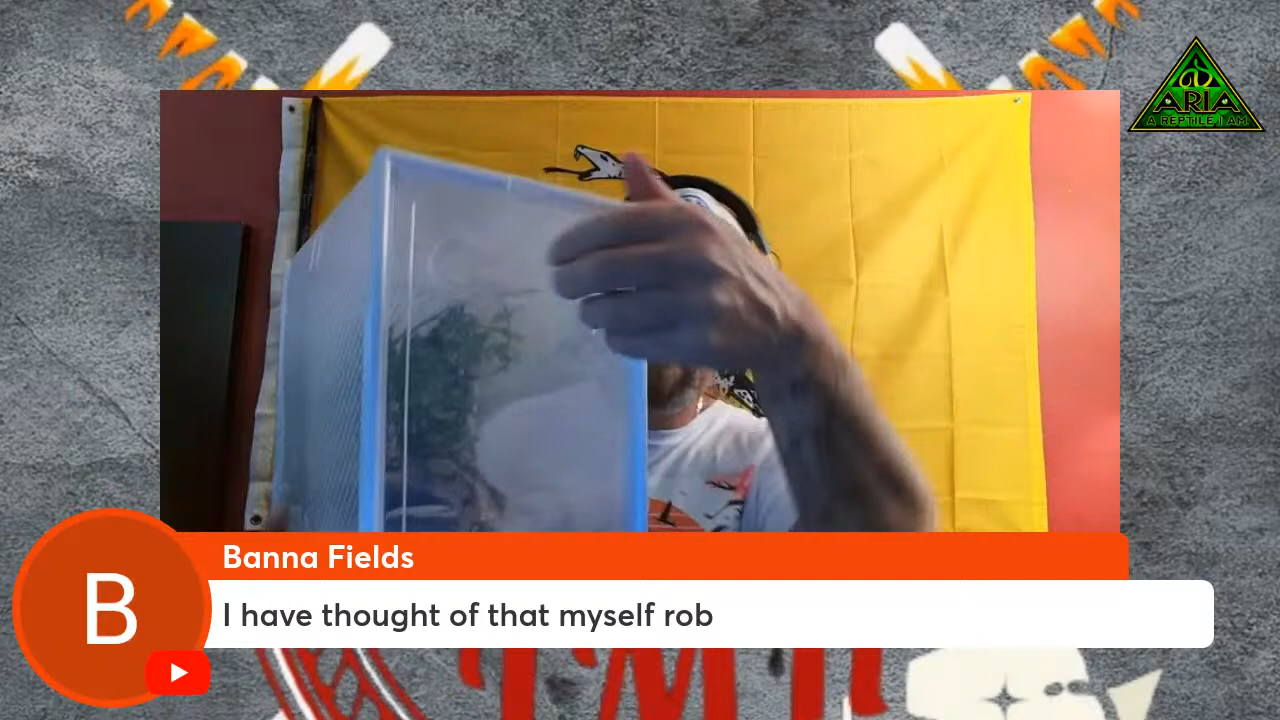 ARIA
A REPTILE I AM
Banna Fields
B
I have thought of that myself rob